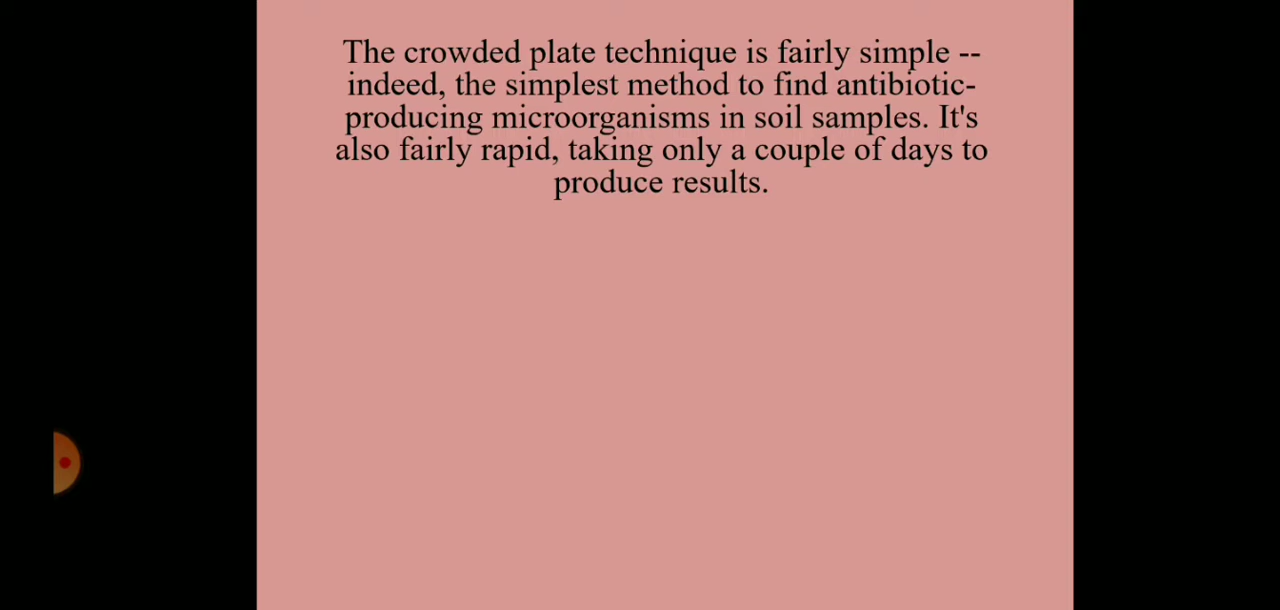 The crowded plate technique is fairly simple --
indeed, the simplest method to find antibiotic-
producing microorganisms in soil samples. It's
also fairly rapid, taking only a couple of days to
produce results.